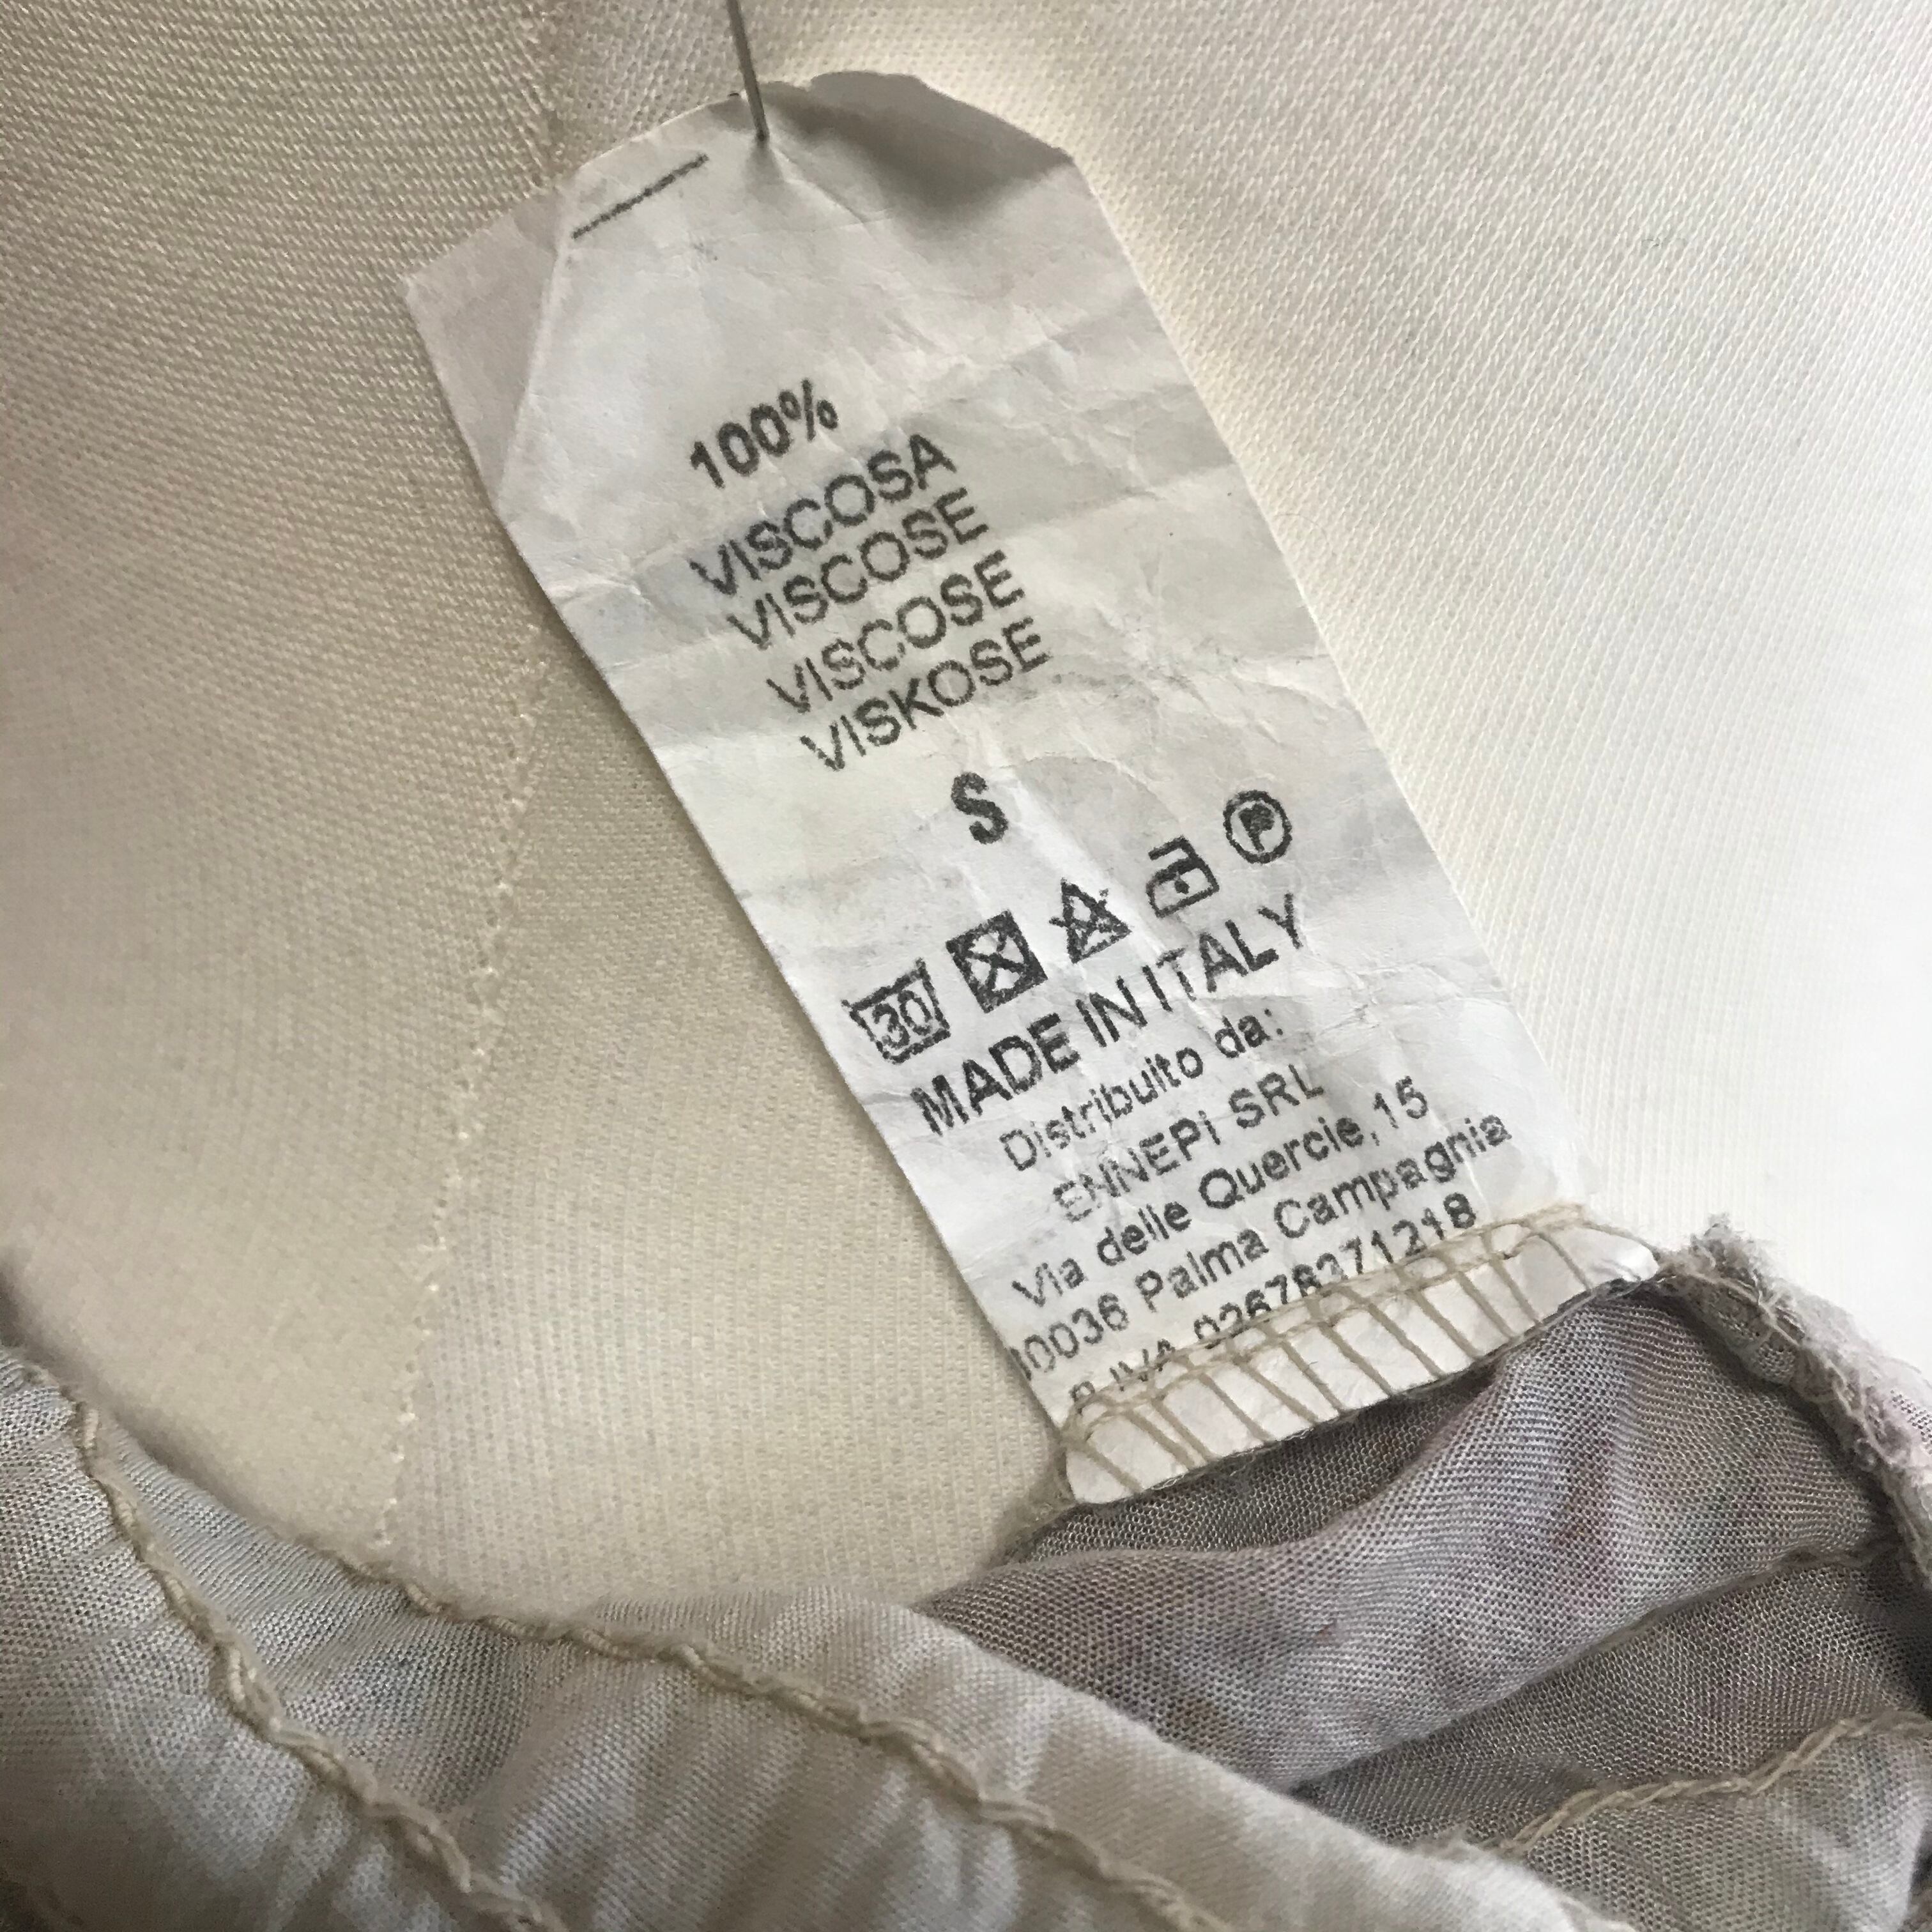 100%
VISCOSA
VISCOSE
VISCOSE
VISKOSE
S
30 P
MADE IN ITALY
Distribuito da:
ENNEPI SRL
Via delle Quercie, 15
Palma Campagnia
P. IVA